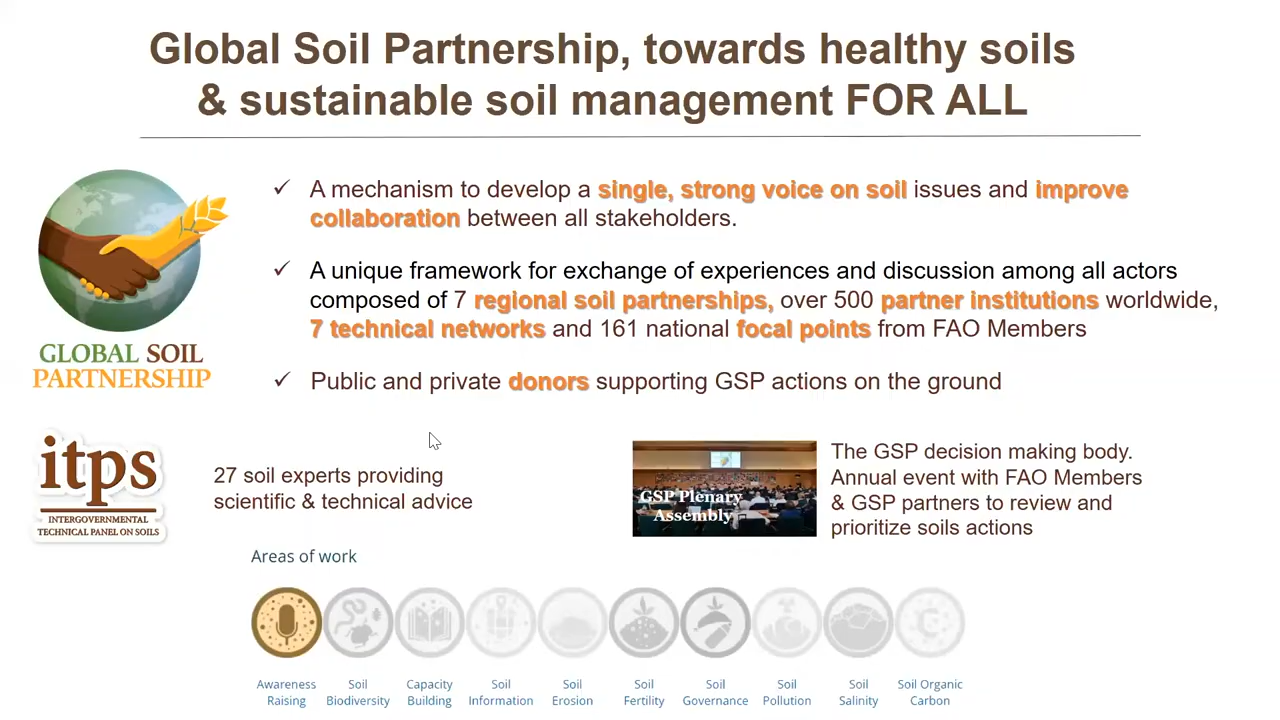 Global Soil Partnership, towards healthy soils
& sustainable soil management FOR ALL
✓ A mechanism to develop a single, strong voice on soil issues and improve
collaboration between all stakeholders.
✓ A unique framework for exchange of experiences and discussion among all actors
composed of 7 regional soil partnerships, over 500 partner institutions worldwide,
7 technical networks and 161 national focal points from FAO Members
✓ Public and private donors supporting GSP actions on the ground
GLOBAL SOIL
PARTNERSHIP
itps
INTERGOVERNMENTAL
TECHNICAL PANEL ON SOILS
27 soil experts providing
scientific & technical advice
GSP Plenary
Assembly
The GSP decision making body.
Annual event with FAO Members
& GSP partners to review and
prioritize soils actions
Areas of work
Awareness
Raising
Soil
Biodiversity
Capacity
Building
Soil
Information
Soil
Erosion
Soil
Fertility
Soil
Governance
Soil
Pollution
Soil
Salinity
Soil Organic
Carbon